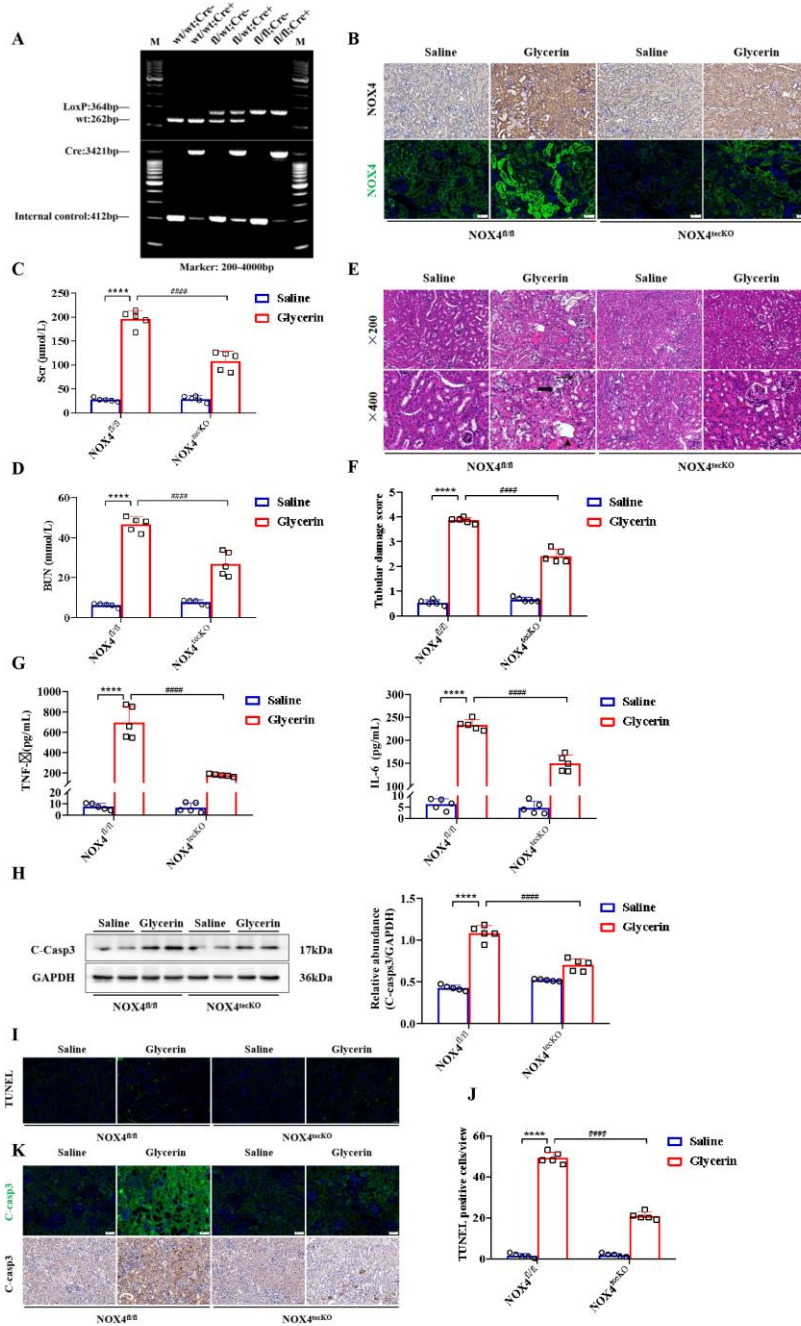 A
M
wt/wt;Cre-
wt/wt;Cre+
fl/wt;Cre-
fl/wt;Cre+
fl/fl;Cre-
fl/fl;Cre+
M
LoxP:364bp
wt:262bp
Cre:3421bp
Internal control:412bp
Marker: 200-4000bp
B
Saline Glycerin Saline Glycerin
NOX4
NOX4
NOX4fl/fl NOX4tecKO
C
Scr (μmol/L)
250
200
150
100
50
0
**** ####
Saline
Glycerin
NOX4fl/fl NOX4tecKO
E
Saline Glycerin Saline Glycerin
×200
×400
NOX4fl/fl NOX4tecKO
D
BUN (mmol/L)
60
40
20
0
**** ####
Saline
Glycerin
NOX4fl/fl NOX4tecKO
F
Tubular damage score
5
4
3
2
1
0
**** ####
Saline
Glycerin
NOX4fl/fl NOX4tecKO
G
TNF-☒(pg/mL)
1000
800
600
400
200
20
10
0
**** ####
Saline
Glycerin
NOX4fl/fl NOX4tecKO
IL-6 (pg/mL)
300
250
200
150
100
10
5
0
**** ####
Saline
Glycerin
NOX4fl/fl NOX4tecKO
H
Saline Glycerin Saline Glycerin
C-Casp3 17kDa
GAPDH 36kDa
NOX4fl/fl NOX4tecKO
Relative abundance
(C-casps3/GAPDH)
1.5
1.0
0.5
0.0
**** ####
Saline
Glycerin
NOX4fl/fl NOX4tecKO
I
Saline Glycerin Saline Glycerin
TUNEL
NOX4fl/fl NOX4tecKO
J
TUNEL positive cells/view
60
40
20
0
**** ####
Saline
Glycerin
NOX4fl/fl NOX4tecKO
K
Saline Glycerin Saline Glycerin
C-casp3
C-casp3
NOX4fl/fl NOX4tecKO